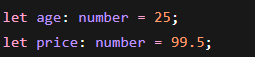 let age: number = 25;
let price: number = 99.5;